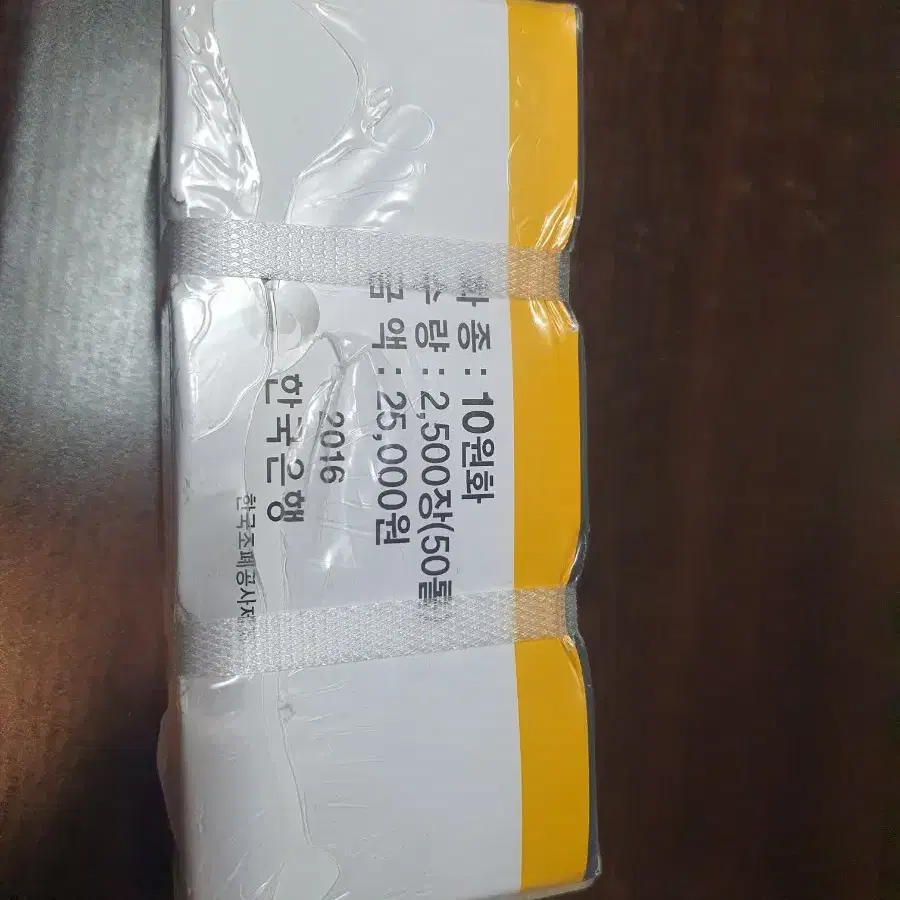 화 종 : 10원화
수 량 : 2,500장(50롤)
금 액 : 25,000원
2016
한국은행
한국조폐공사제